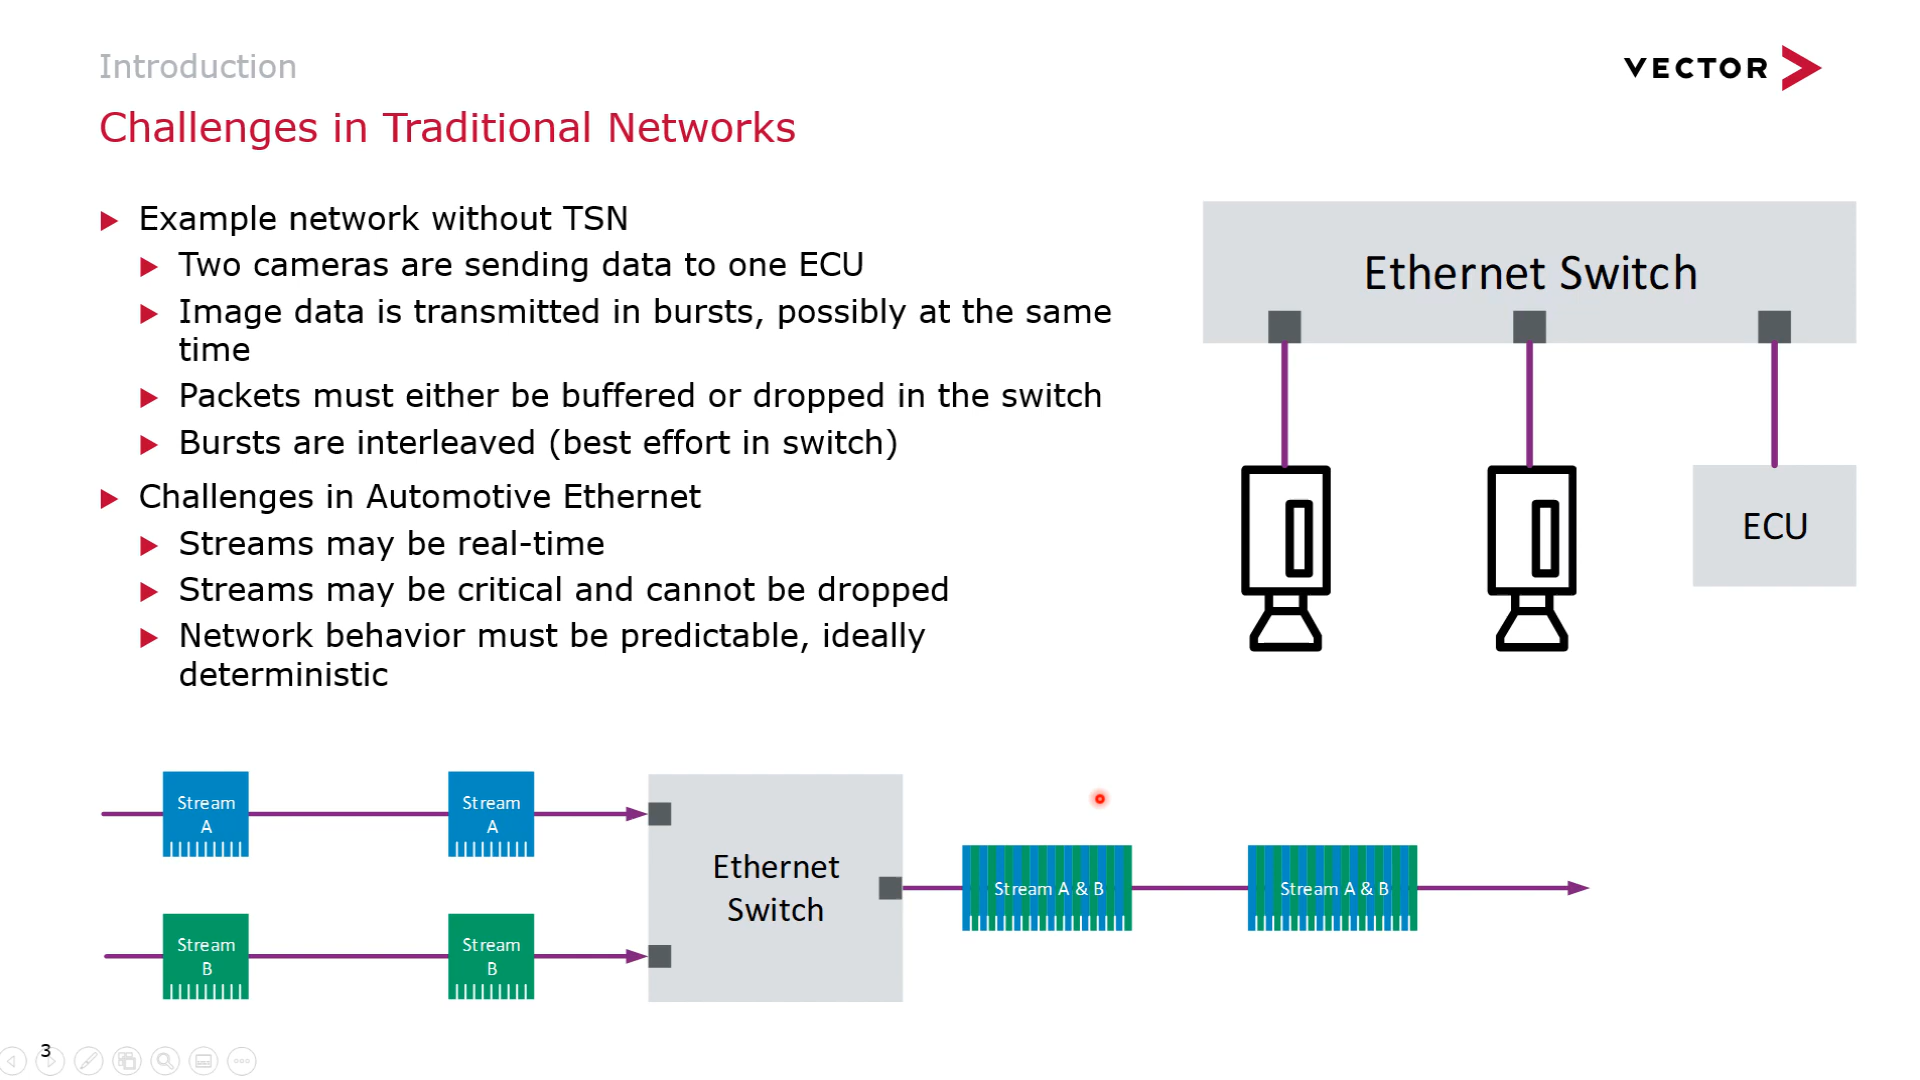 Introduction
VECTOR
Challenges in Traditional Networks
Example network without TSN
Two cameras are sending data to one ECU
Image data is transmitted in bursts, possibly at the same
time
Packets must either be buffered or dropped in the switch
Bursts are interleaved (best effort in switch)
Challenges in Automotive Ethernet
Streams may be real-time
Streams may be critical and cannot be dropped
Network behavior must be predictable, ideally
deterministic
Ethernet Switch
ECU
Stream
A
Stream
A
Stream
B
Stream
B
Ethernet
Switch
Stream A & B
Stream A & B
3